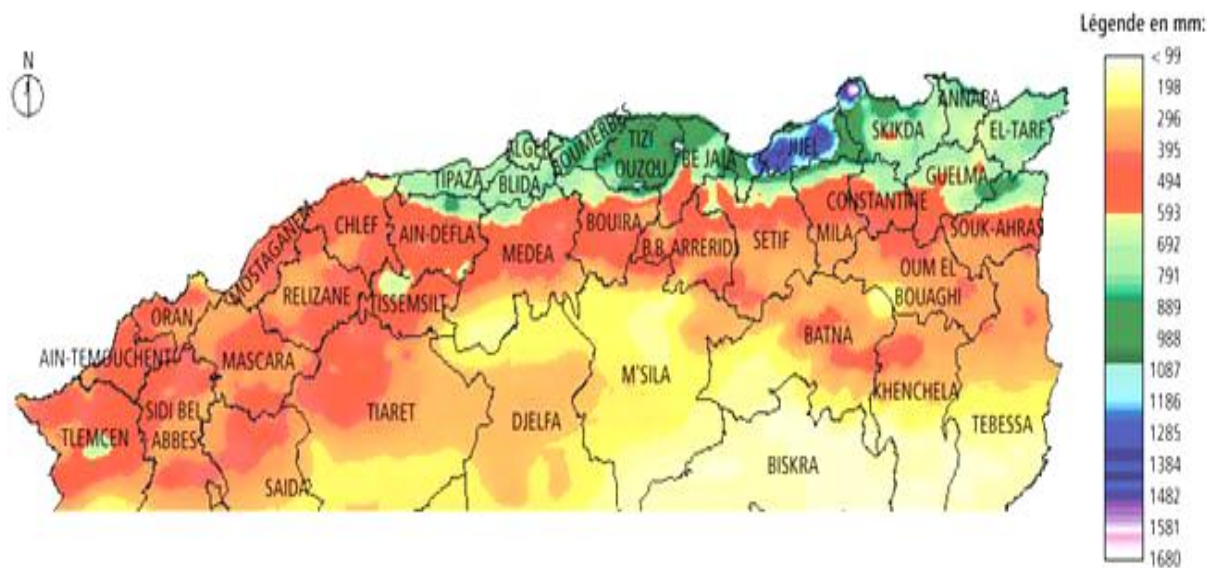 Légende en mm:
N
< 99
198
296
395
494
593
692
791
889
988
1087
1186
1285
1384
1482
1581
1680
ANNABA
SKIKDA
EL-TARF
JIJEL
BOUMERDES
TIZI
OUZOU
BEJAIA
ALGER
TIPAZA
BLIDA
GUELMA
CONSTANTINE
SOUK-AHRAS
CHLEF
AIN-DEFLA
MEDEA
BOUIRA
B.B. ARRERIDJ
SETIF
MILA
OUM EL
BOUAGHI
MOSTAGANEM
RELIZANE
TISSEMSILT
ORAN
BATNA
AIN-TEMOUCHENT
MASCARA
M'SILA
KHENCHELA
SIDI BEL
ABBES
TIARET
DJELFA
TEBESSA
TLEMCEN
BISKRA
SAIDA